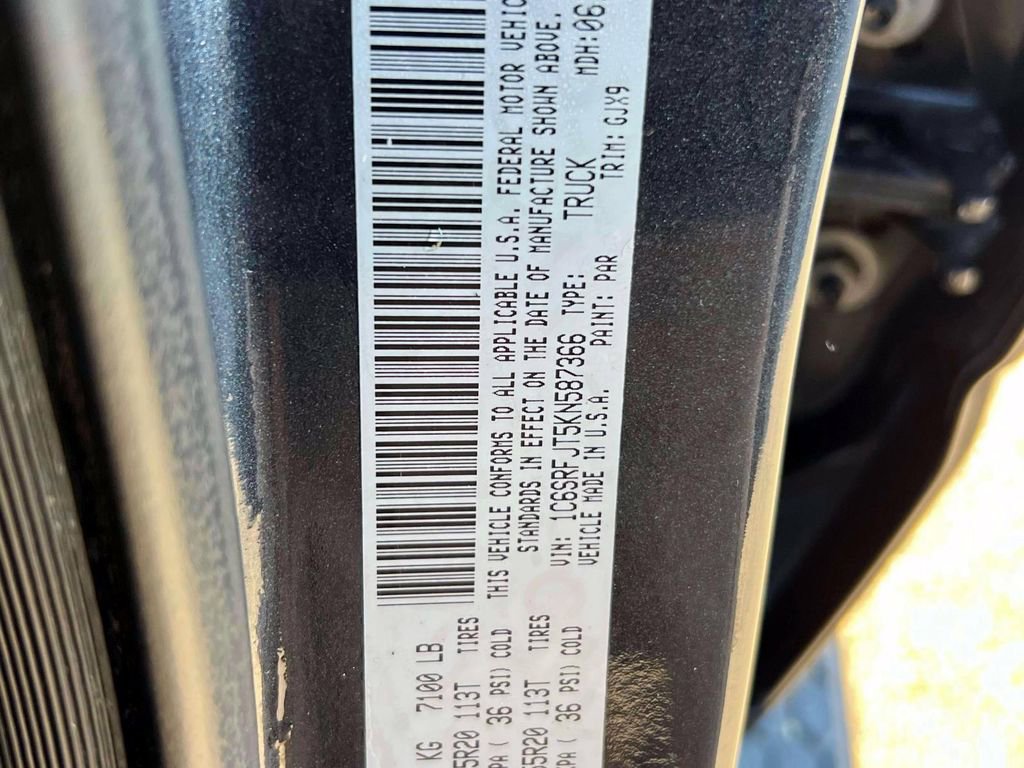 KG 7100 LB
5R20 113T TIRES
PA ( 36 PSI) COLD
THIS VEHICLE CONFORMS TO ALL APPLICABLE U.S.A. FEDERAL MOTOR VEHIC
STANDARDS IN EFFECT ON THE DATE OF MANUFACTURE SHOWN ABOVE.
55R20 113T TIRES
KPA ( 36 PSI) COLD
VIN: 1C6SRFJT5KN587366 TYPE: TRUCK MDH:06
VEHICLE MADE IN U.S.A. PAINT: PAR TRIM: GJX9